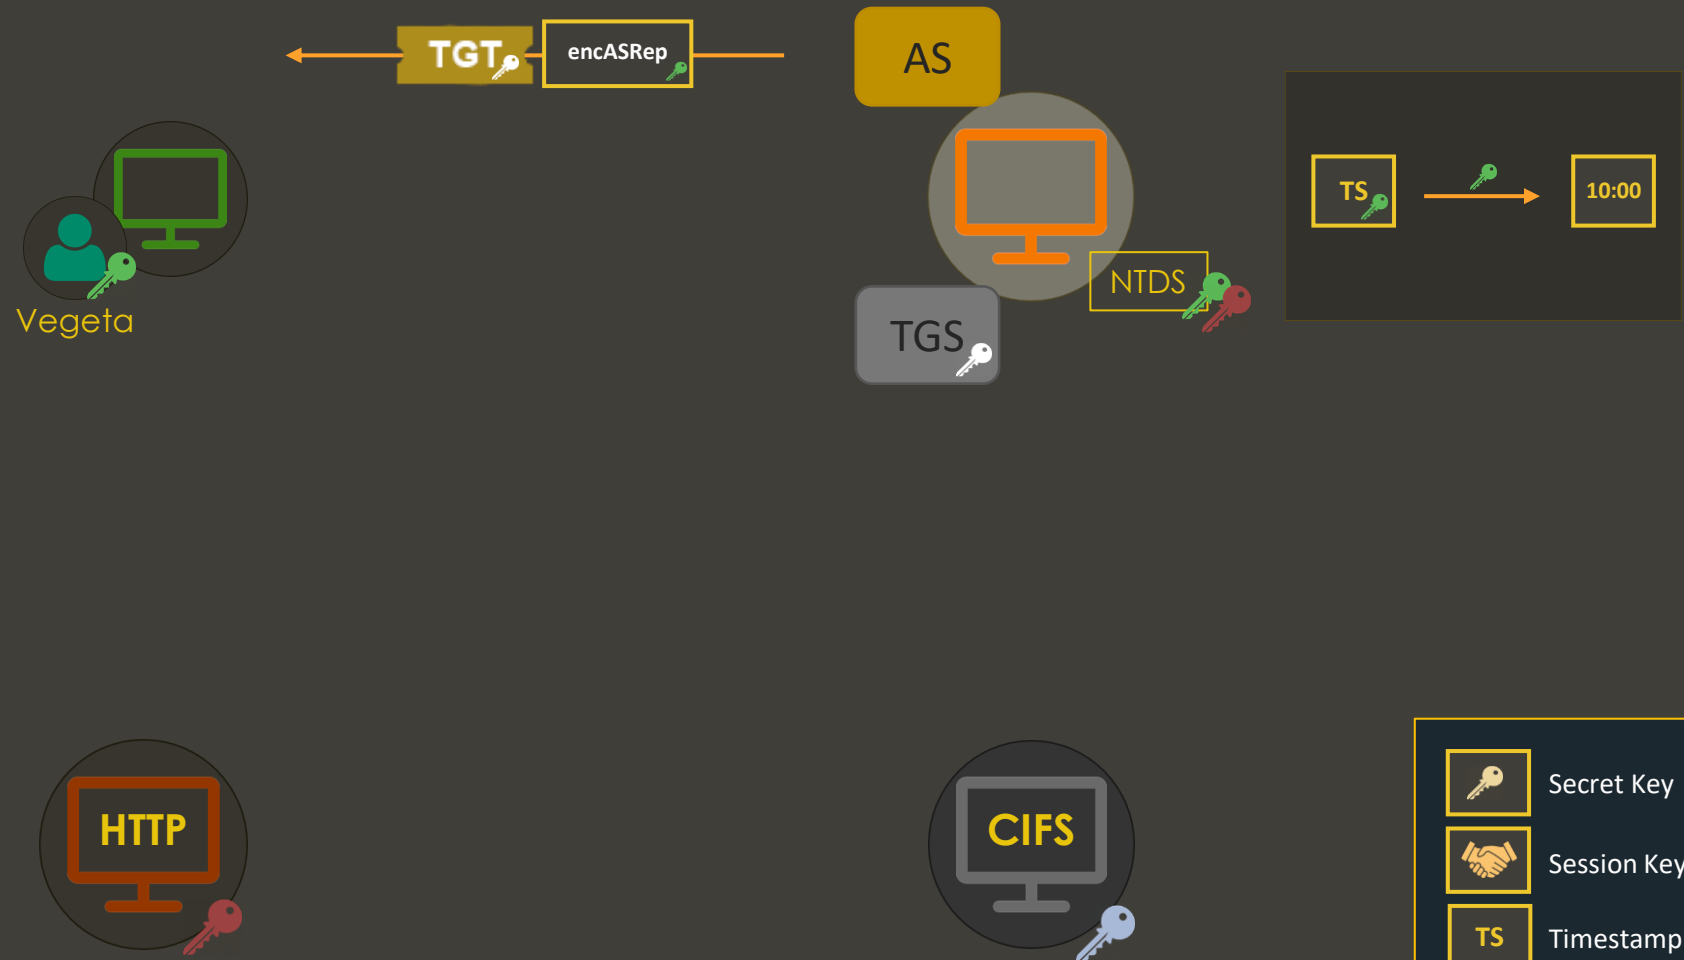 TGT
encASRep
AS
TS
10:00
NTDS
Vegeta
TGS
HTTP
CIFS
Secret Key
Session Key
TS
Timestamp